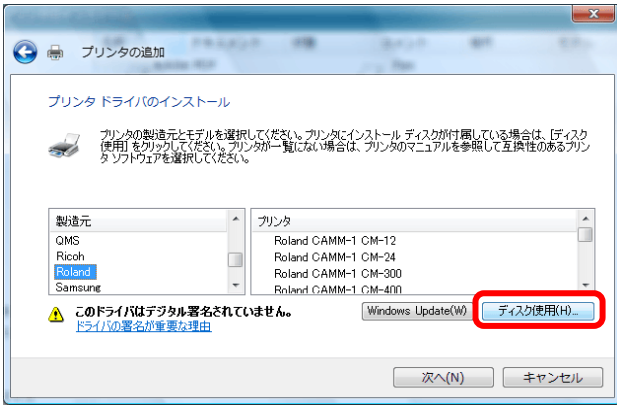 プリンタの追加
プリンタ ドライバのインストール
プリンタの製造元とモデルを選択してください。プリンタにインストール ディスクが付属している場合は、[ディスク
使用] をクリックしてください。プリンタが一覧にない場合は、プリンタのマニュアルを参照して互換性のあるプリン
タ ソフトウェアを選択してください。
製造元
QMS
Ricoh
Roland
Samsung
プリンタ
Roland CAMM-1 CM-12
Roland CAMM-1 CM-24
Roland CAMM-1 CM-300
Roland CAMM-1 CM-400
このドライバはデジタル署名されていません。
ドライバの署名が重要な理由
Windows Update(W)
ディスク使用(H)...
次へ(N)
キャンセル